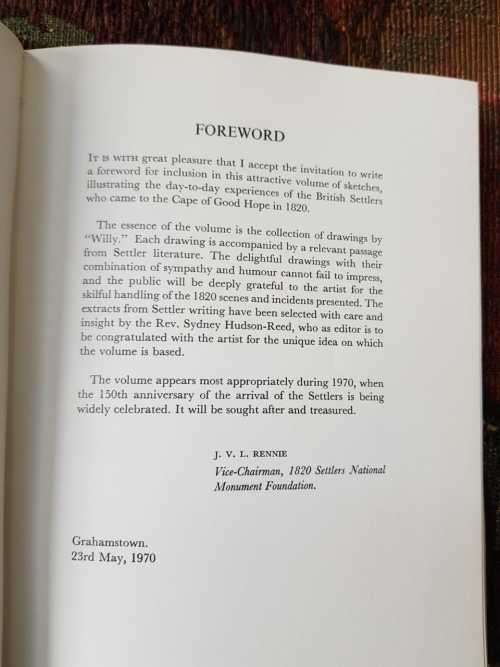 FOREWORD
IT IS WITH great pleasure that I accept the invitation to write
a foreword for inclusion in this attractive volume of sketches,
illustrating the day-to-day experiences of the British Settlers
who came to the Cape of Good Hope in 1820.
The essence of the volume is the collection of drawings by
"Willy." Each drawing is accompanied by a relevant passage
from Settler literature. The delightful drawings with their
combination of sympathy and humour cannot fail to impress,
and the public will be deeply grateful to the artist for the
skilful handling of the 1820 scenes and incidents presented. The
extracts from Settler writing have been selected with care and
insight by the Rev. Sydney Hudson-Reed, who as editor is to
be congratulated with the artist for the unique idea on which
the volume is based.
The volume appears most appropriately during 1970, when
the 150th anniversary of the arrival of the Settlers is being
widely celebrated. It will be sought after and treasured.
J. V. L. RENNIE
Vice-Chairman, 1820 Settlers National
Monument Foundation.
Grahamstown.
23rd May, 1970